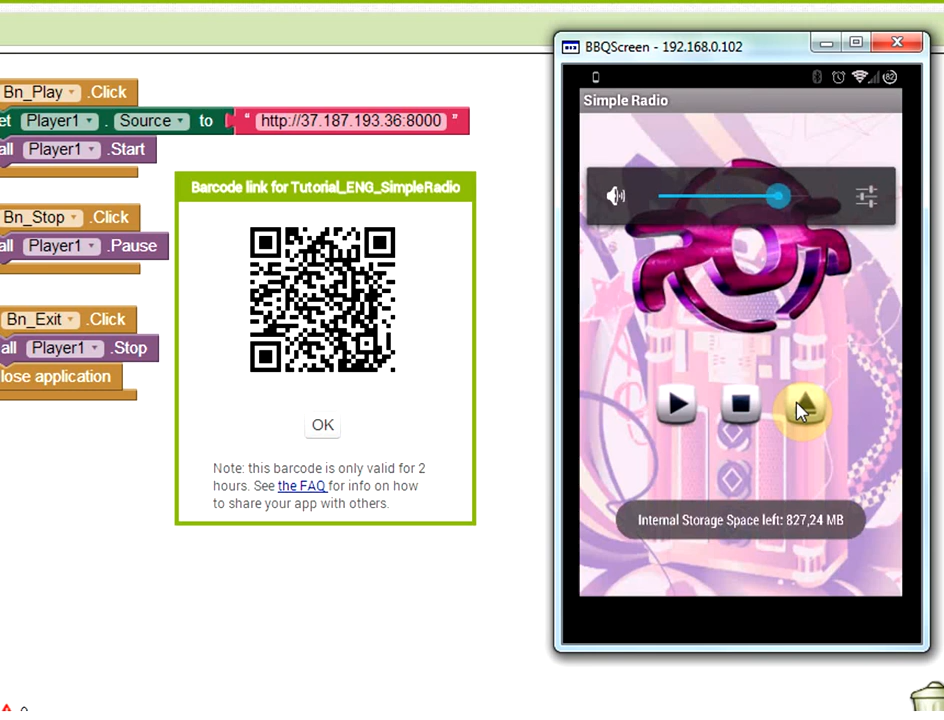 Bn_Play .Click
et Player1 . Source to " http://37.187.193.36:8000 "
all Player1 .Start
Bn_Stop .Click
all Player1 .Pause
Bn_Exit .Click
all Player1 .Stop
lose application
Barcode link for Tutorial_ENG_SimpleRadio
OK
Note: this barcode is only valid for 2
hours. See the FAQ for info on how
to share your app with others.
BBQScreen - 192.168.0.102
82
Simple Radio
Internal Storage Space left: 827,24 MB